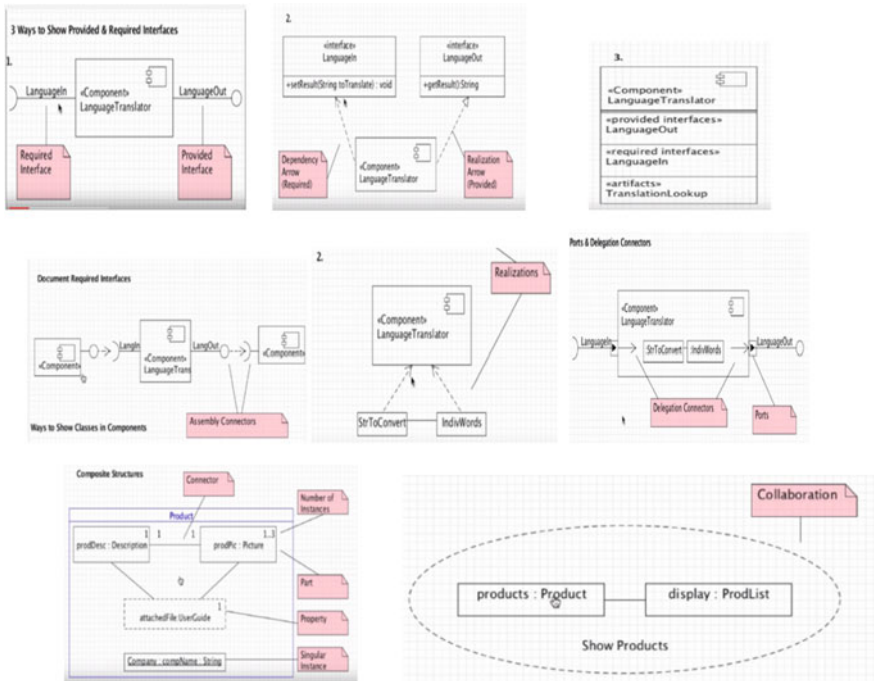 3 Ways to Show Provided & Required Interfaces
1.
LanguageIn
«Component»
LanguageTranslator
LanguageOut
Required
Interface
Provided
Interface
2.
«interface»
LanguageIn
+setResult(String toTranslate) : void
«interface»
LanguageOut
+getResult():String
Dependency
Arrow
(Required)
«Component»
LanguageTranslator
Realization
Arrow
(Provided)
3.
«Component»
LanguageTranslator
«provided interfaces»
LanguageOut
«required interfaces»
LanguageIn
«artifacts»
TranslationLookup
Document Required Interfaces
«Component»
LangIn
«Component»
LanguageTrans
LangOut
«Component»
Assembly Connectors
Ways to Show Classes in Components
2.
Realizations
«Component»
LanguageTranslator
StrToConvert
IndivWords
Ports & Delegation Connectors
«Component»
LanguageTranslator
LanguageIn
StrToConvert
:IndivWords
LanguageOut
Delegation Connectors
Ports
Composite Structures
Connector
Number of
Instances
Product
1
prodDesc : Description
1
1
1..3
prodPic : Picture
Part
1
attachedFile:UserGuide
Property
Company : compName : String
Singular
Instance
Collaboration
products : Product
display : ProdList
Show Products